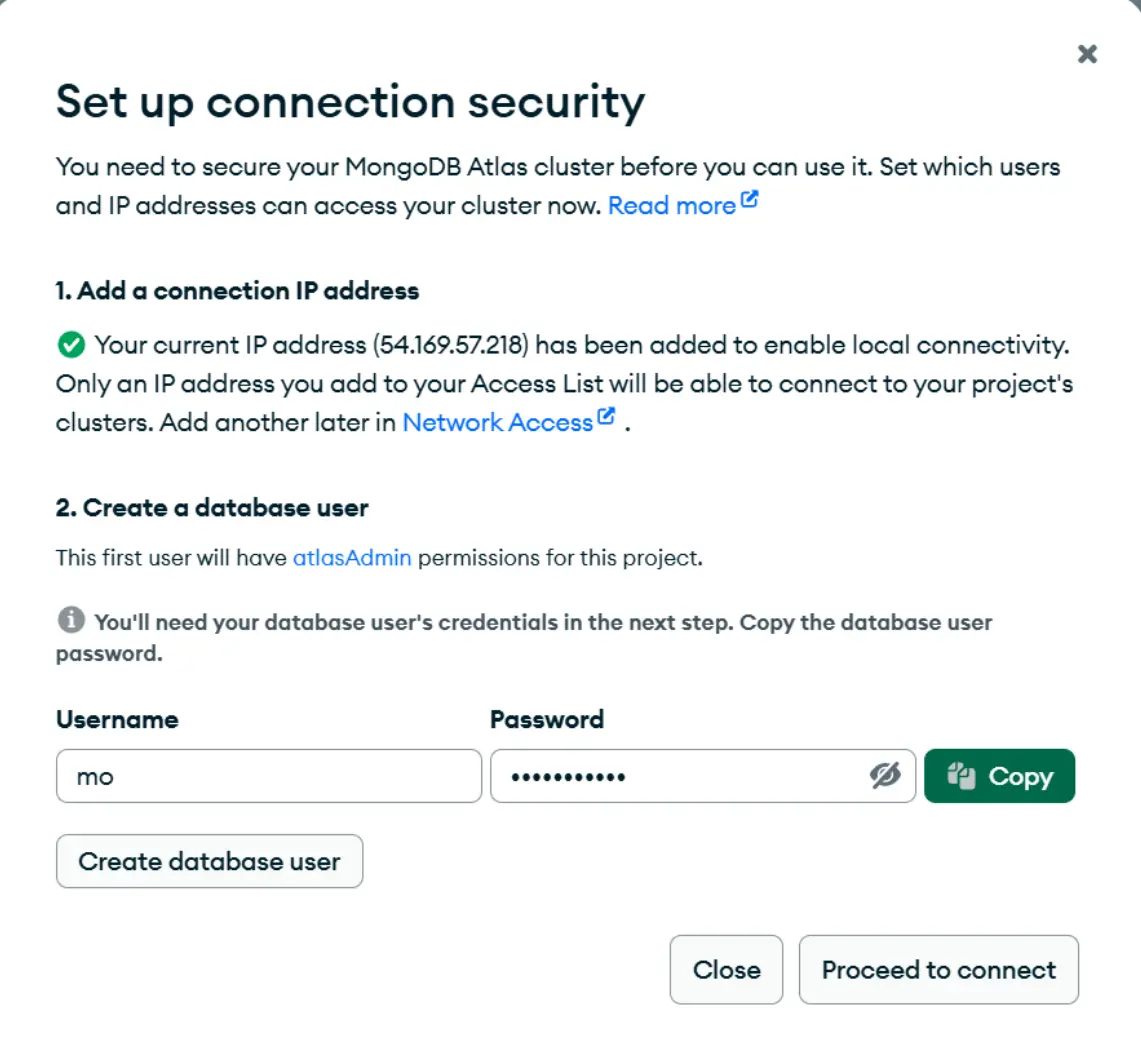 Set up connection security
You need to secure your MongoDB Atlas cluster before you can use it. Set which users
and IP addresses can access your cluster now. Read more
1. Add a connection IP address
Your current IP address (54.169.57.218) has been added to enable local connectivity.
Only an IP address you add to your Access List will be able to connect to your project's
clusters. Add another later in Network Access .
2. Create a database user
This first user will have atlasAdmin permissions for this project.
You'll need your database user's credentials in the next step. Copy the database user
password.
Username Password
mo ••••••••••• Copy
Create database user
Close Proceed to connect